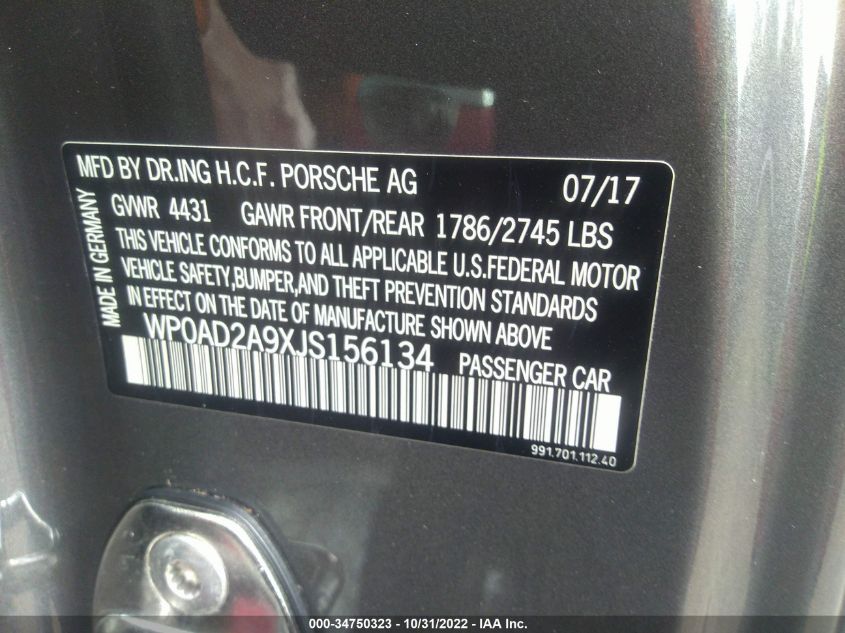 MFD BY DR.ING H.C.F. PORSCHE AG 07/17
GVWR 4431 GAWR FRONT/REAR 1786/2745 LBS
THIS VEHICLE CONFORMS TO ALL APPLICABLE U.S.FEDERAL MOTOR
VEHICLE SAFETY,BUMPER,AND THEFT PREVENTION STANDARDS
IN EFFECT ON THE DATE OF MANUFACTURE SHOWN ABOVE
WP0AD2A9XJS156134 PASSENGER CAR
991.701.112.40
MADE IN GERMANY
000-34750323 - 10/31/2022 - IAA Inc.